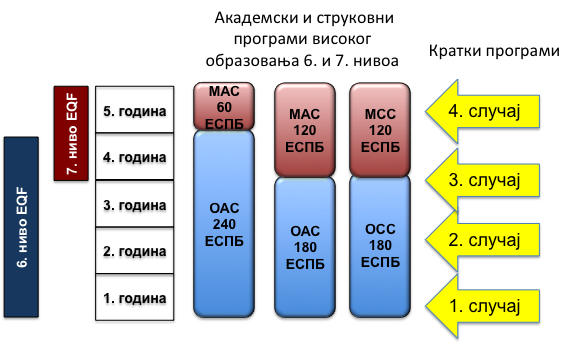 Академски и струковни
програми високог
образовања 6. и 7. нивоа
Кратки програми
6. ниво EQF
7. ниво EQF
5. година
4. година
3. година
2. година
1. година
МАС
60
ЕСПБ
ОАС
240
ЕСПБ
МАС
120
ЕСПБ
ОАС
180
ЕСПБ
МСС
120
ЕСПБ
ОСС
180
ЕСПБ
4. случај
3. случај
2. случај
1. случај